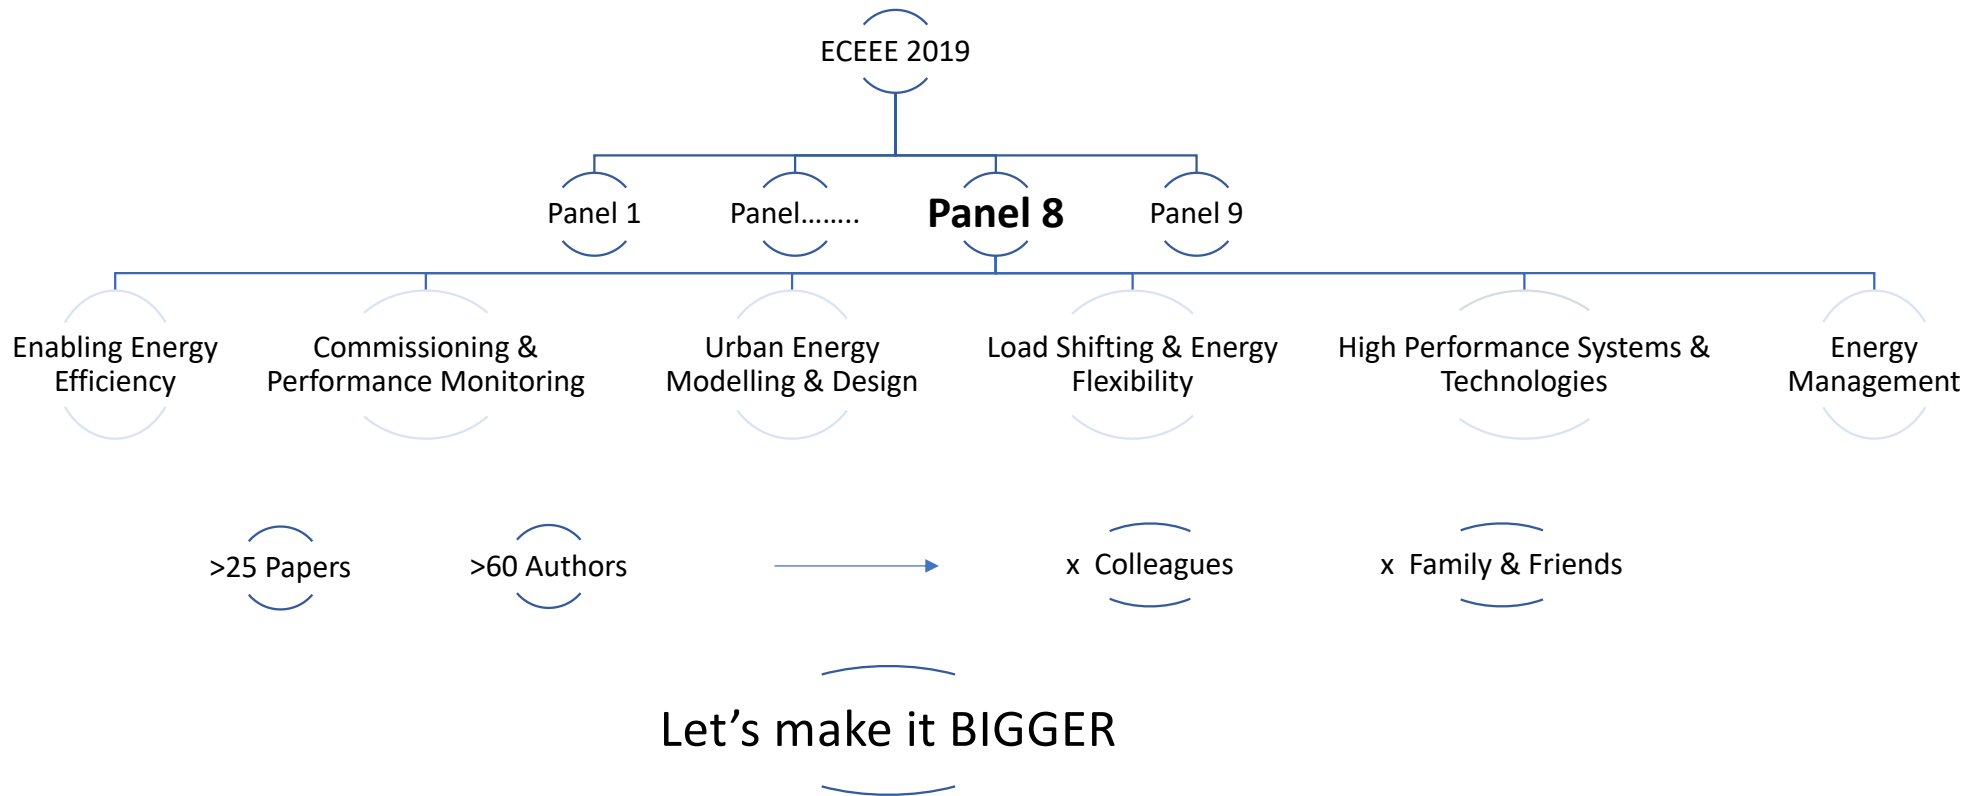 ECEEE 2019
Panel 1
Panel........
Panel 8
Panel 9
Enabling Energy
Efficiency
Commissioning &
Performance Monitoring
Urban Energy
Modelling & Design
Load Shifting & Energy
Flexibility
High Performance Systems &
Technologies
Energy
Management
>25 Papers
>60 Authors
x Colleagues
x Family & Friends
Let’s make it BIGGER